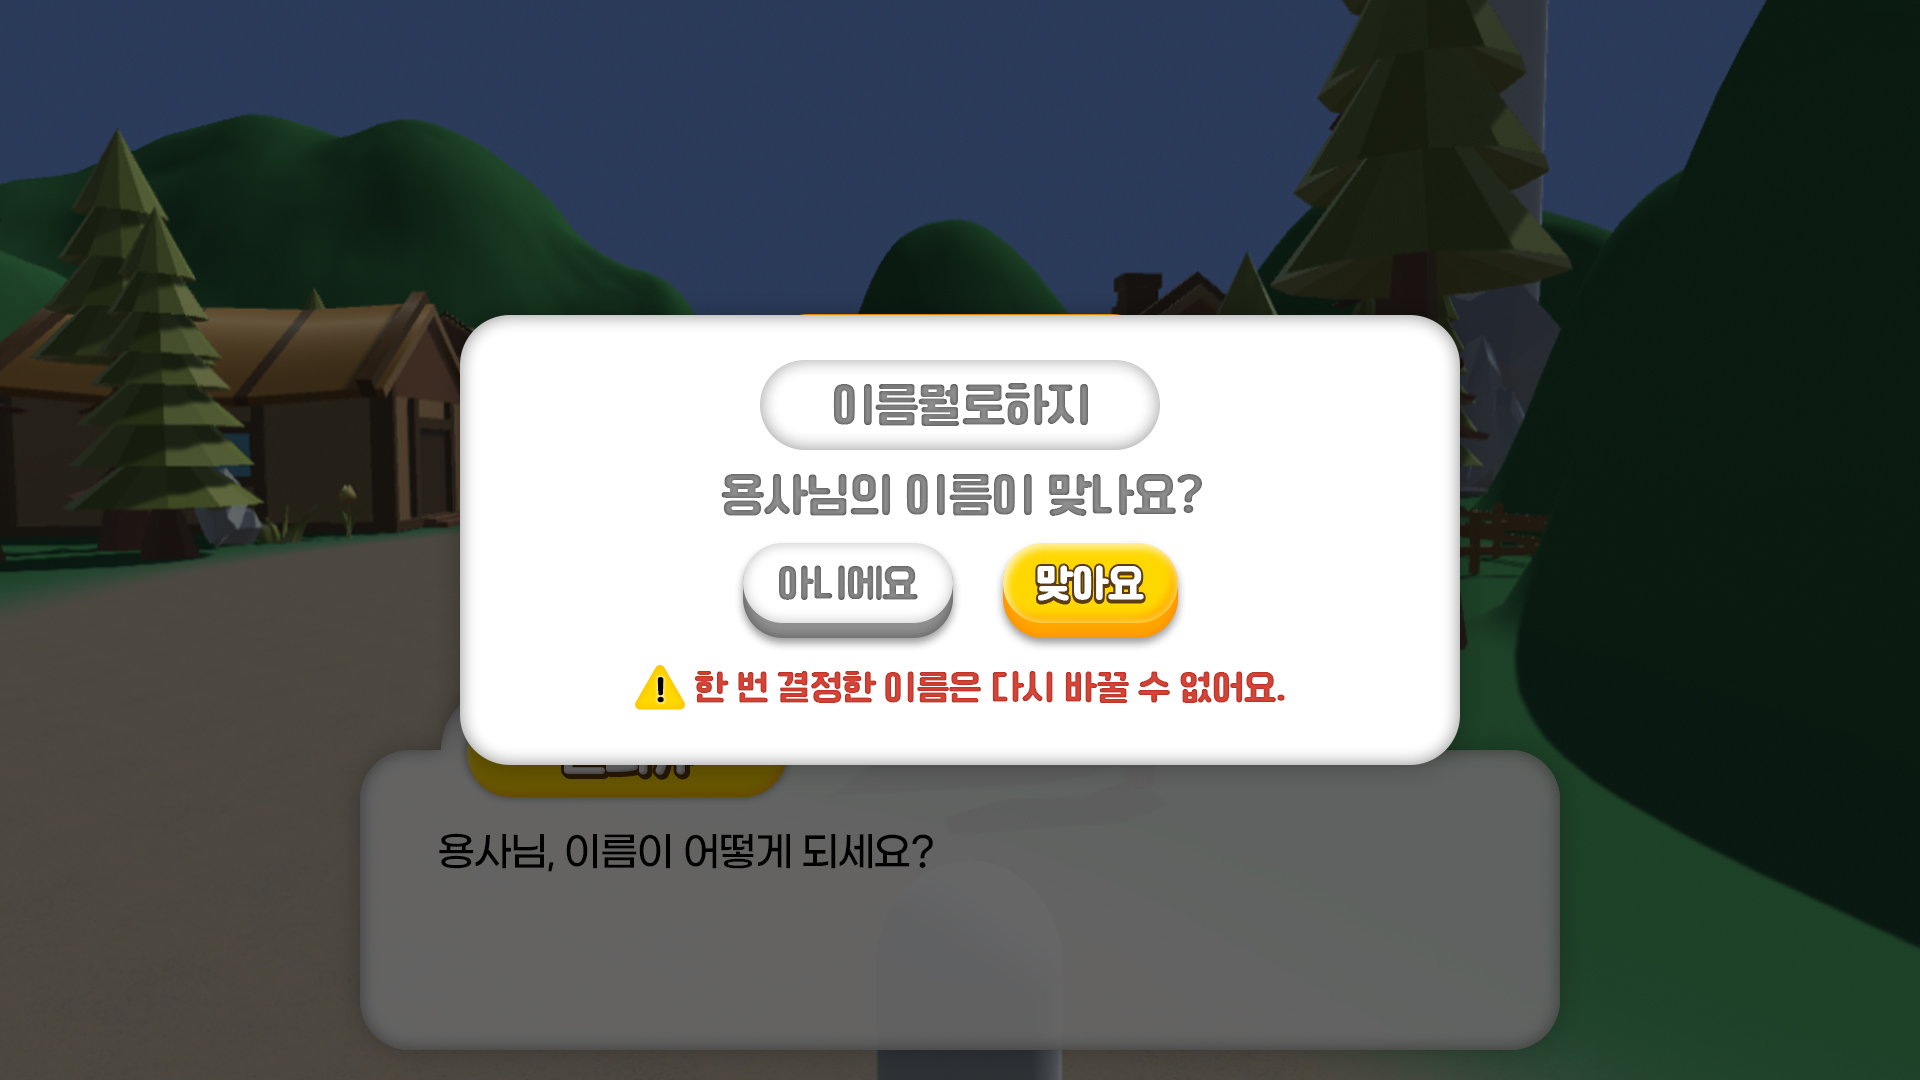 이름뭘로하지
용사님의 이름이 맞나요?
아니에요
맞아요
한 번 결정한 이름은 다시 바꿀 수 없어요.
용사님, 이름이 어떻게 되세요?